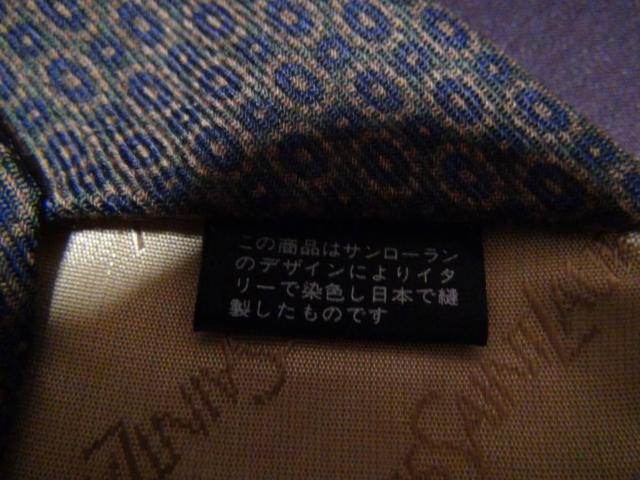 この商品はサンローラン
のデザインによりイタ
リーで染色し日本で縫
製したものです
SAINT
SAINT